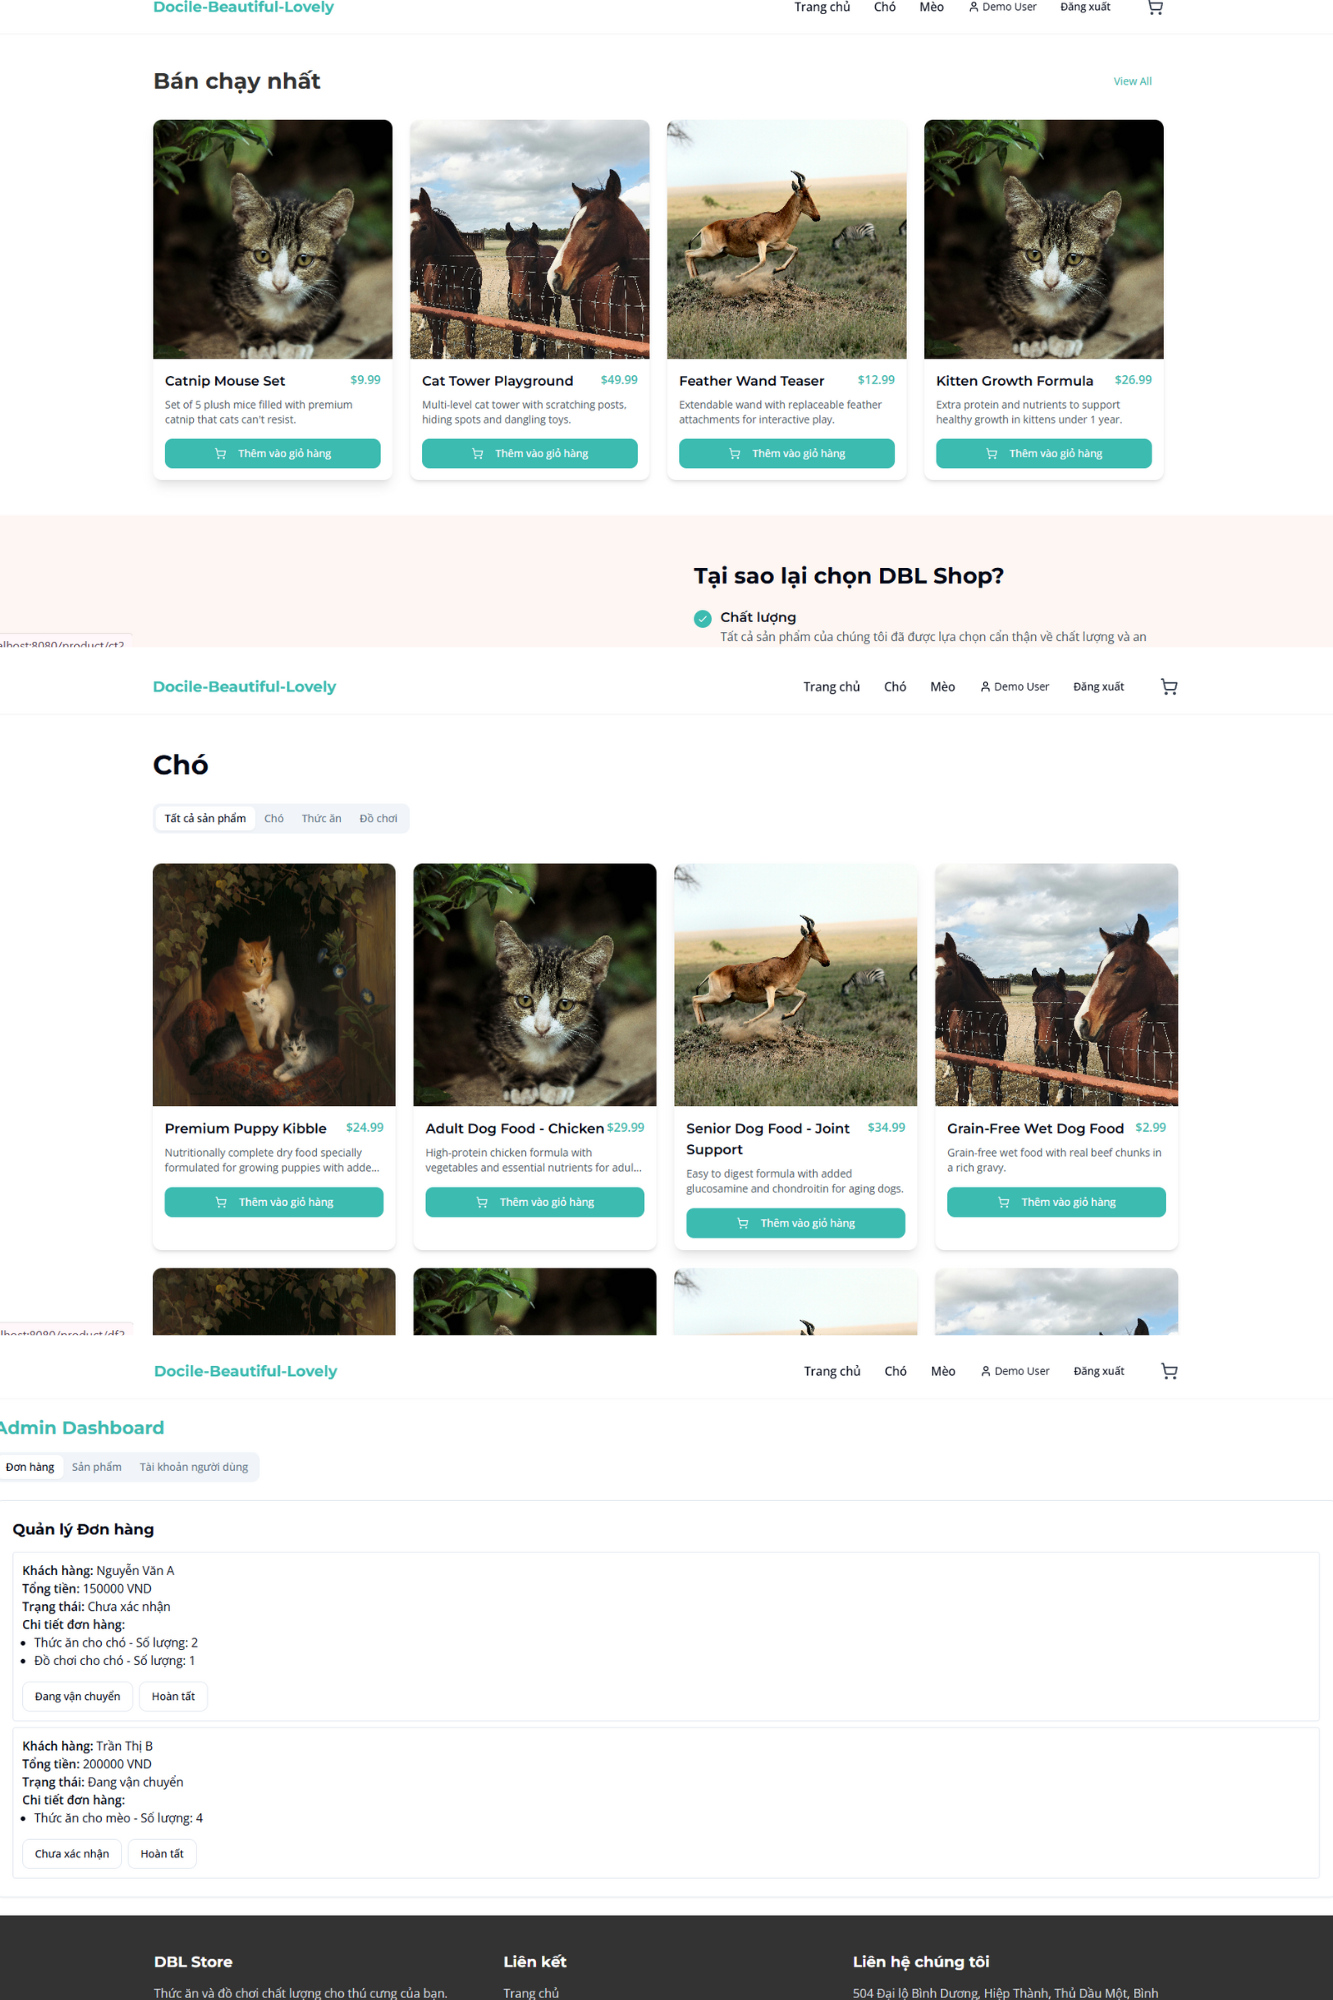 Docile-Beautiful-Lovely
Trang chủ Chó Mèo Demo User Đăng xuất
Bán chạy nhất
View All
Catnip Mouse Set $9.99
Set of 5 plush mice filled with premium
catnip that cats can't resist.
Thêm vào giỏ hàng
Cat Tower Playground $49.99
Multi-level cat tower with scratching posts,
hiding spots and dangling toys.
Thêm vào giỏ hàng
Feather Wand Teaser $12.99
Extendable wand with replaceable feather
attachments for interactive play.
Thêm vào giỏ hàng
Kitten Growth Formula $26.99
Extra protein and nutrients to support
healthy growth in kittens under 1 year.
Thêm vào giỏ hàng
Tại sao lại chọn DBL Shop?
Chất lượng
Tất cả sản phẩm của chúng tôi đã được lựa chọn cẩn thận về chất lượng và an
alhost:8080/product/ct2
Docile-Beautiful-Lovely
Trang chủ Chó Mèo Demo User Đăng xuất
Chó
Tất cả sản phẩm Chó Thức ăn Đồ chơi
Premium Puppy Kibble $24.99
Nutritionally complete dry food specially
formulated for growing puppies with adde...
Thêm vào giỏ hàng
Adult Dog Food - Chicken $29.99
High-protein chicken formula with
vegetables and essential nutrients for adul...
Thêm vào giỏ hàng
Senior Dog Food - Joint $34.99
Support
Easy to digest formula with added
glucosamine and chondroitin for aging dogs.
Thêm vào giỏ hàng
Grain-Free Wet Dog Food $2.99
Grain-free wet food with real beef chunks in
a rich gravy.
Thêm vào giỏ hàng
lhost:8080/product/df2
Docile-Beautiful-Lovely
Trang chủ Chó Mèo Demo User Đăng xuất
Admin Dashboard
Đơn hàng Sản phẩm Tài khoản người dùng
Quản lý Đơn hàng
Khách hàng: Nguyễn Văn A
Tổng tiền: 150000 VND
Trạng thái: Chưa xác nhận
Chi tiết đơn hàng:
• Thức ăn cho chó - Số lượng: 2
• Đồ chơi cho chó - Số lượng: 1
Đang vận chuyển Hoàn tất
Khách hàng: Trần Thị B
Tổng tiền: 200000 VND
Trạng thái: Đang vận chuyển
Chi tiết đơn hàng:
• Thức ăn cho mèo - Số lượng: 4
Chưa xác nhận Hoàn tất
DBL Store
Thức ăn và đồ chơi chất lượng cho thú cưng của bạn.
Liên kết
Trang chủ
Liên hệ chúng tôi
504 Đại lộ Bình Dương, Hiệp Thành, Thủ Dầu Một, Bình